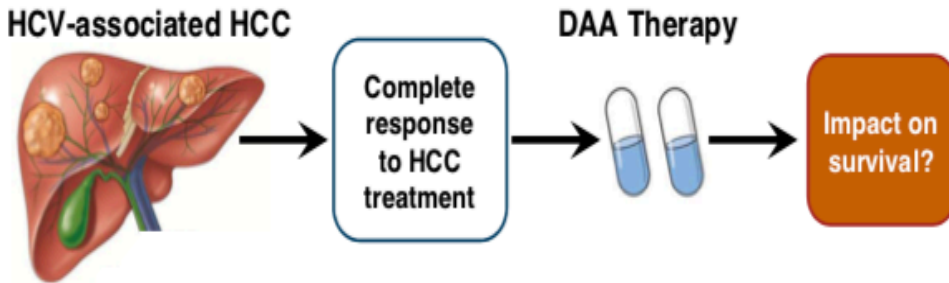 HCV-associated HCC
DAA Therapy
Complete
response
to HCC
treatment
Impact on
survival?